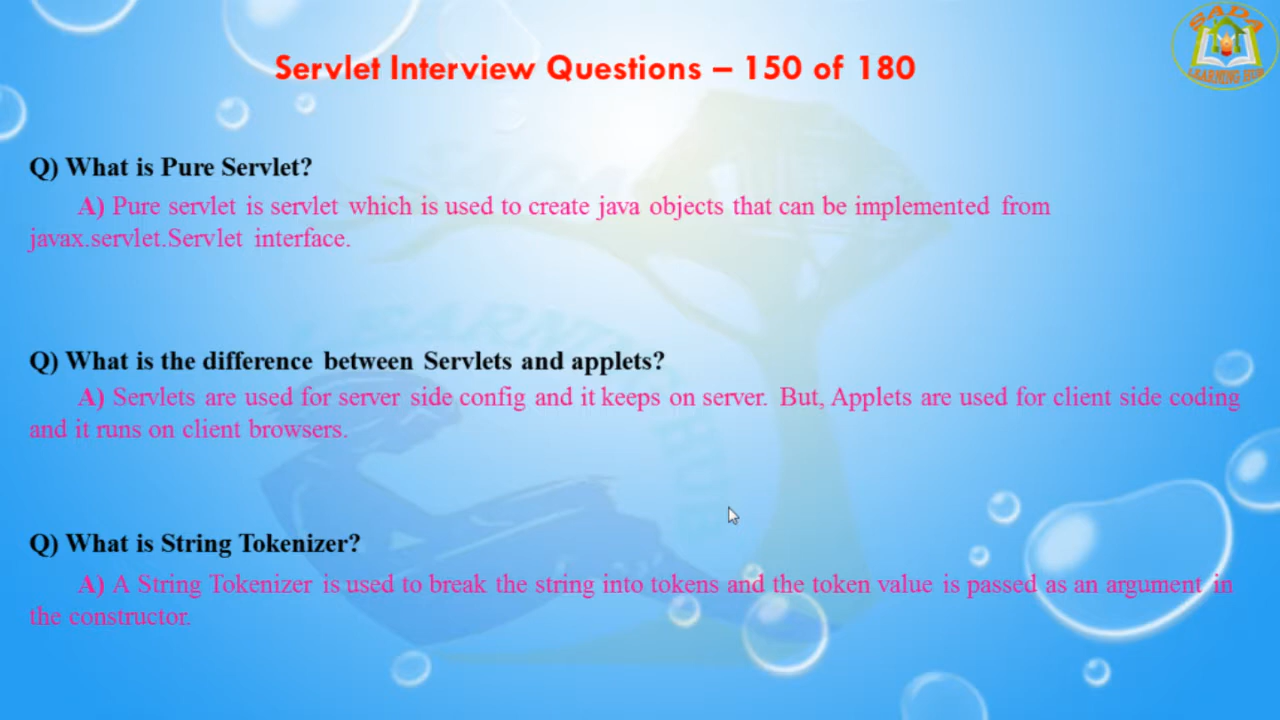 SADA
LEARNING HUB
Servlet Interview Questions – 150 of 180
Q) What is Pure Servlet?
A) Pure servlet is servlet which is used to create java objects that can be implemented from
javax.servlet.Servlet interface.
Q) What is the difference between Servlets and applets?
A) Servlets are used for server side config and it keeps on server. But, Applets are used for client side coding
and it runs on client browsers.
Q) What is String Tokenizer?
A) A String Tokenizer is used to break the string into tokens and the token value is passed as an argument in
the constructor.